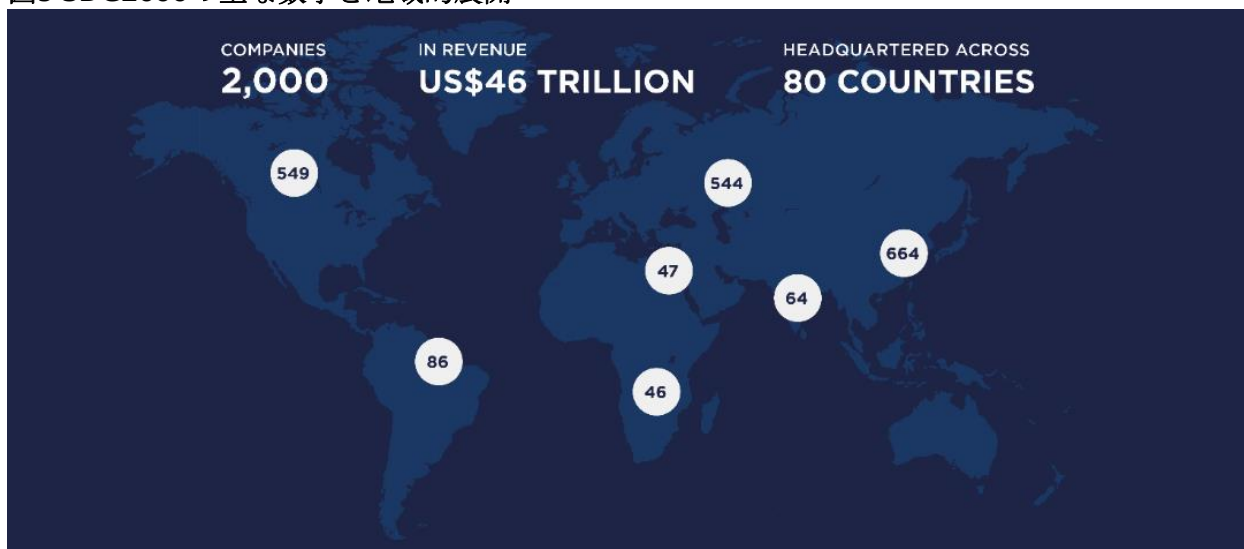 COMPANIES
2,000
IN REVENUE
US$46 TRILLION
HEADQUARTERED ACROSS
80 COUNTRIES
549
544
664
47
64
86
46